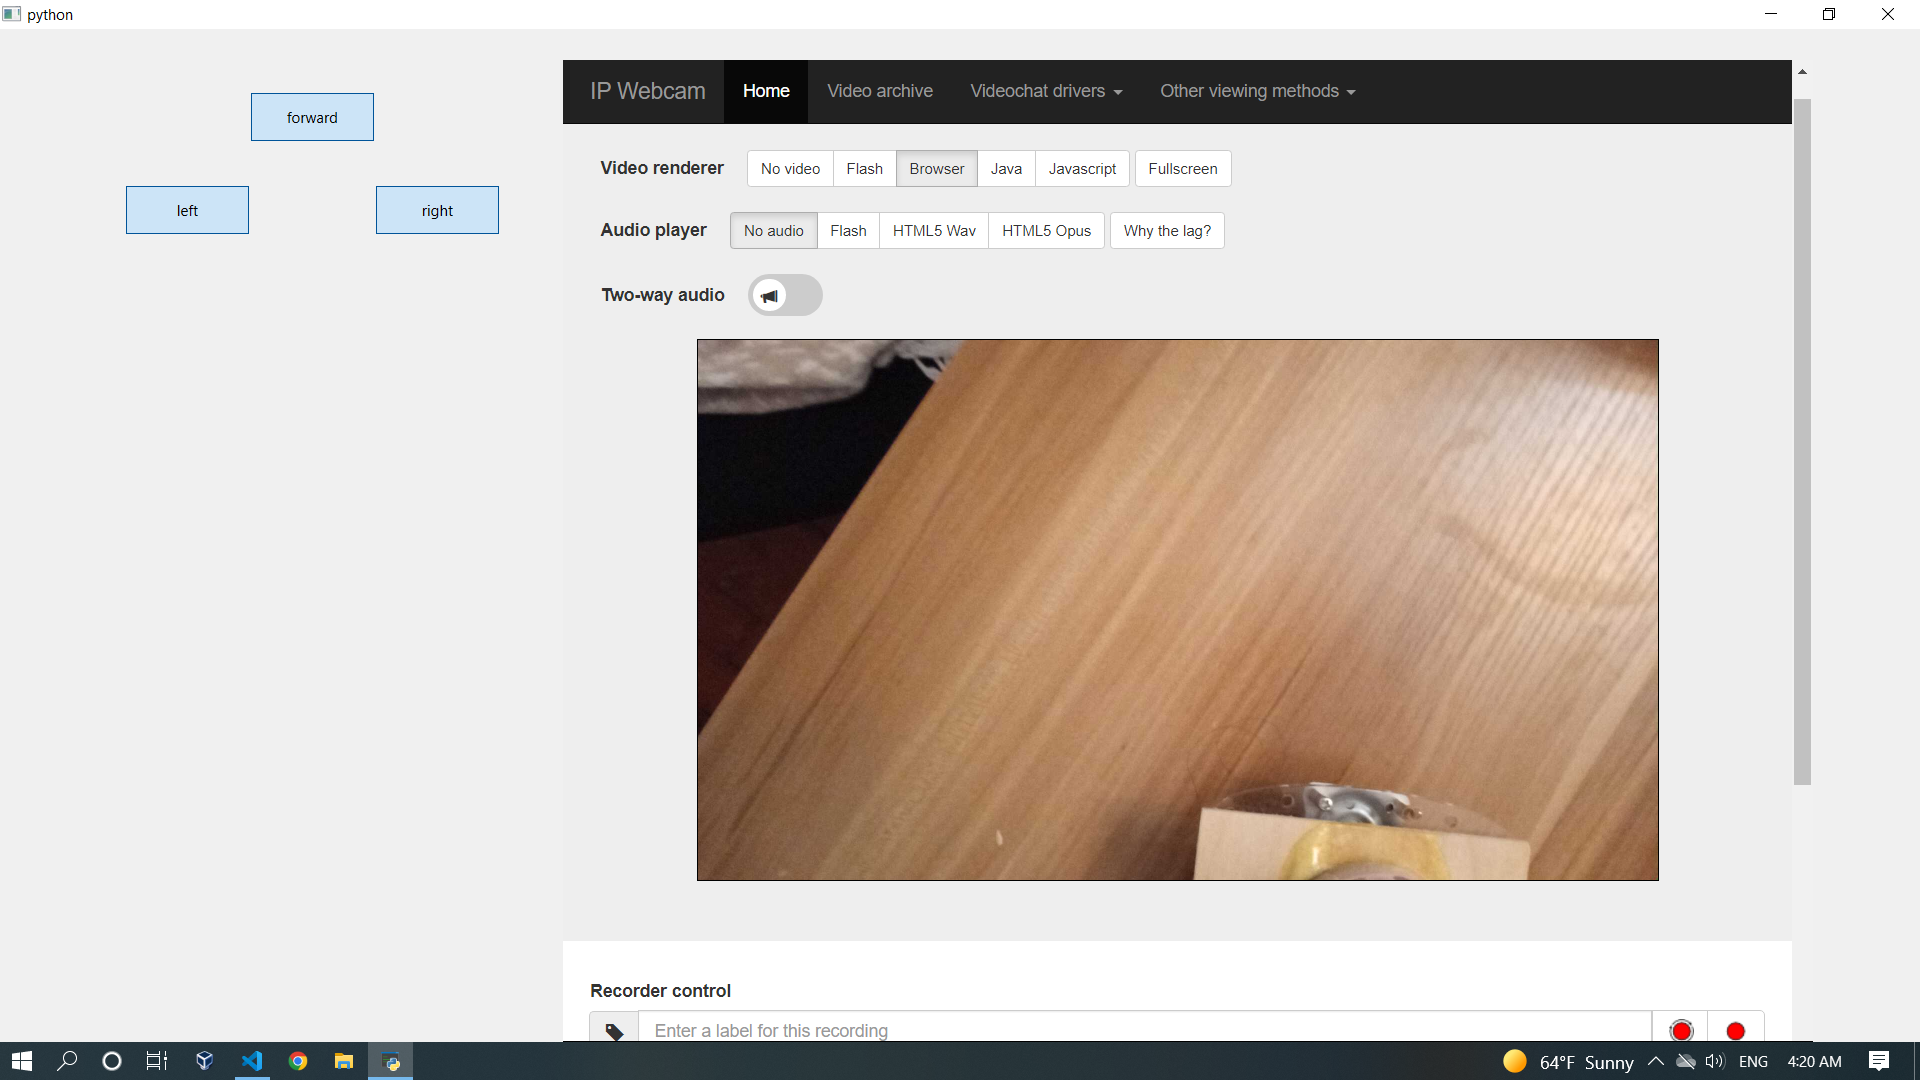 python
forward
left
right
IP Webcam Home Video archive Videochat drivers Other viewing methods
Video renderer No video Flash Browser Java Javascript Fullscreen
Audio player No audio Flash HTML5 Wav HTML5 Opus Why the lag?
Two-way audio
Recorder control
Enter a label for this recording
64°F Sunny ENG 4:20 AM